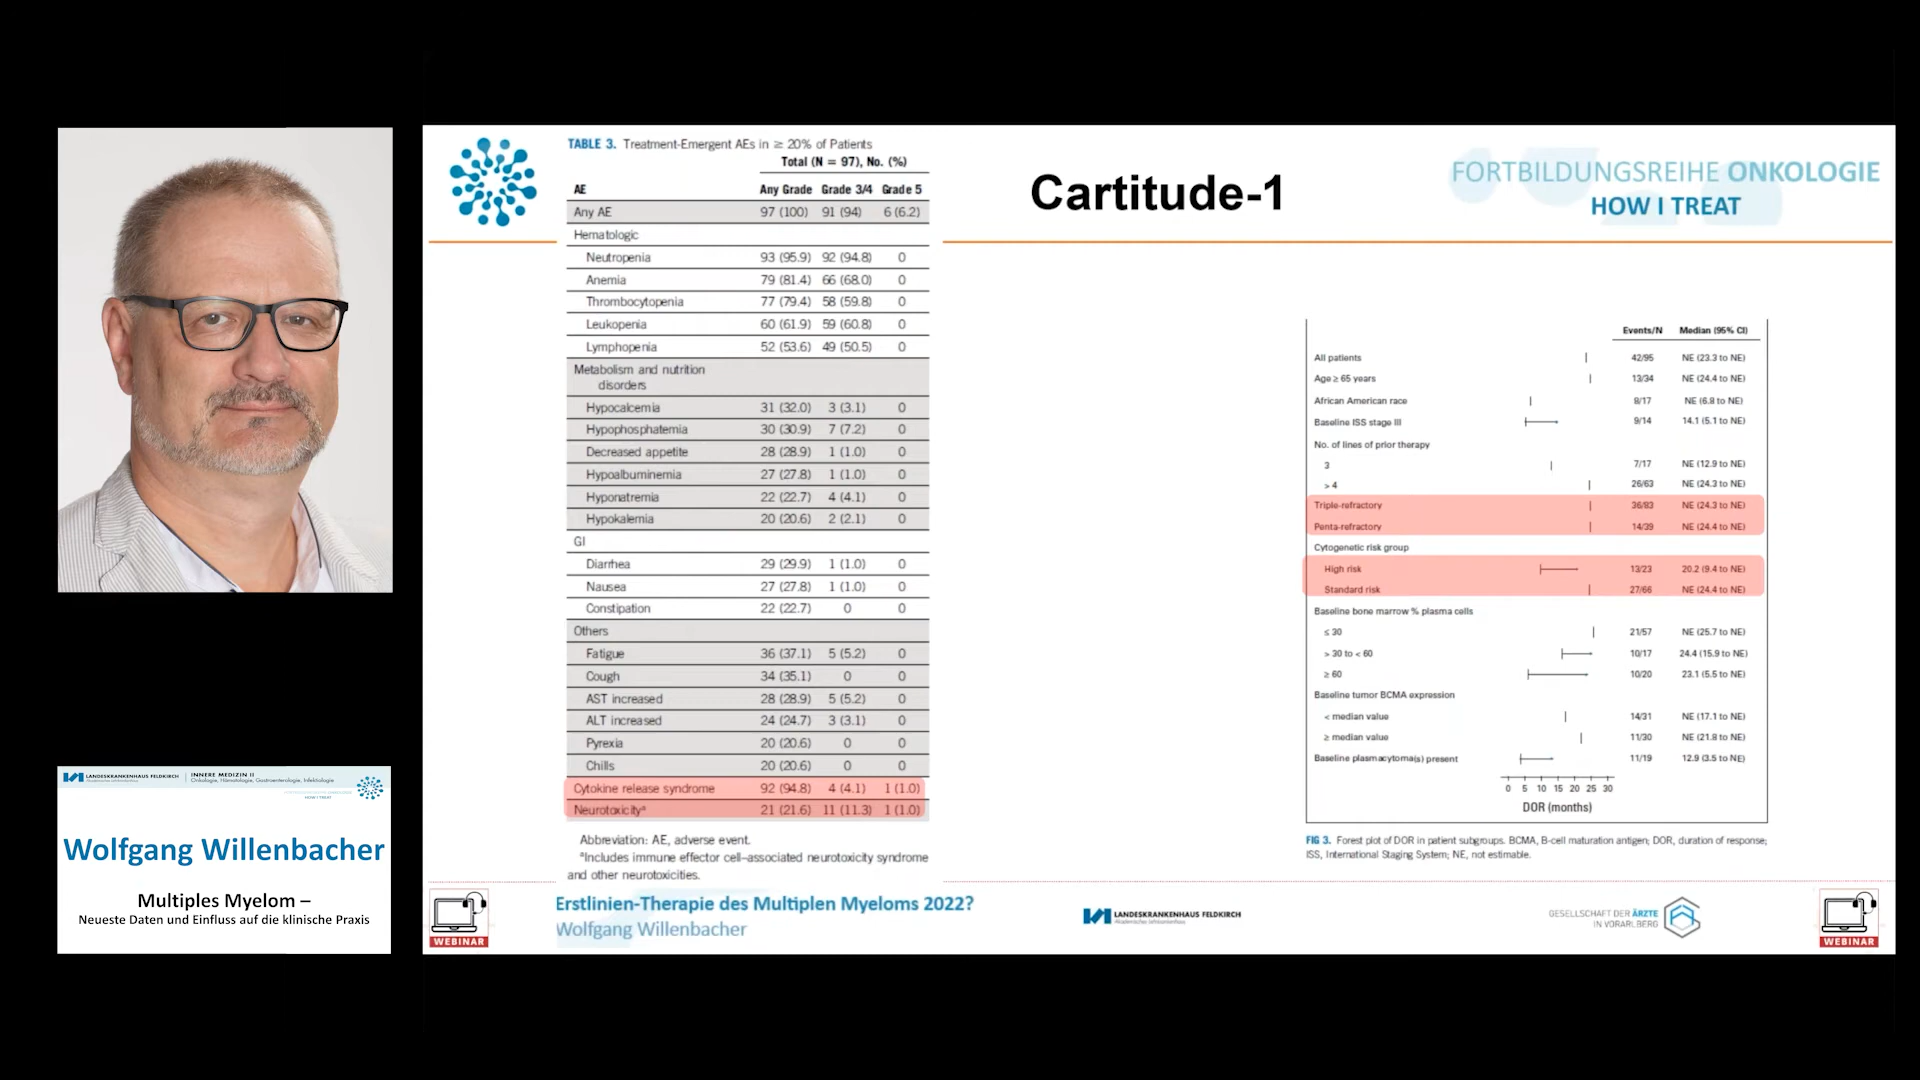 TABLE 3. Treatment-Emergent AEs in ≥ 20% of Patients
Total (N = 97), No. (%)
AE Any Grade Grade 3/4 Grade 5
Any AE 97 (100) 91 (94) 6 (6.2)
Hematologic
Neutropenia 93 (95.9) 92 (94.8) 0
Anemia 79 (81.4) 66 (68.0) 0
Thrombocytopenia 77 (79.4) 58 (59.8) 0
Leukopenia 60 (61.9) 59 (60.8) 0
Lymphopenia 52 (53.6) 49 (50.5) 0
Metabolism and nutrition
disorders
Hypocalcemia 31 (32.0) 3 (3.1) 0
Hypophosphatemia 30 (30.9) 7 (7.2) 0
Decreased appetite 28 (28.9) 1 (1.0) 0
Hypoalbuminemia 27 (27.8) 1 (1.0) 0
Hyponatremia 22 (22.7) 4 (4.1) 0
Hypokalemia 20 (20.6) 2 (2.1) 0
GI
Diarrhea 29 (29.9) 1 (1.0) 0
Nausea 27 (27.8) 1 (1.0) 0
Constipation 22 (22.7) 0 0
Others
Fatigue 36 (37.1) 5 (5.2) 0
Cough 34 (35.1) 0 0
AST increased 28 (28.9) 5 (5.2) 0
ALT increased 24 (24.7) 3 (3.1) 0
Pyrexia 20 (20.6) 0 0
Chills 20 (20.6) 0 0
Cytokine release syndrome 92 (94.8) 4 (4.1) 1 (1.0)
Neurotoxicityᵃ 21 (21.6) 11 (11.3) 1 (1.0)
Abbreviation: AE, adverse event.
ᵃIncludes immune effector cell–associated neurotoxicity syndrome
and other neurotoxicities.
Cartitude-1
FORTBILDUNGSREIHE ONKOLOGIE
HOW I TREAT
Events/N Median (95% CI)
All patients 42/95 NE (23.3 to NE)
Age ≥ 65 years 13/34 NE (24.4 to NE)
African American race 8/17 NE (6.8 to NE)
Baseline ISS stage III 9/14 14.1 (5.1 to NE)
No. of lines of prior therapy
3 7/17 NE (12.9 to NE)
> 4 26/63 NE (24.3 to NE)
Triple-refractory 36/83 NE (24.3 to NE)
Penta-refractory 14/39 NE (24.4 to NE)
Cytogenetic risk group
High risk 13/23 20.2 (9.4 to NE)
Standard risk 27/66 NE (24.4 to NE)
Baseline bone marrow % plasma cells
≤ 30 21/57 NE (25.7 to NE)
> 30 to < 60 10/17 24.4 (15.9 to NE)
≥ 60 10/20 23.1 (5.5 to NE)
Baseline tumor BCMA expression
< median value 14/31 NE (17.1 to NE)
≥ median value 11/30 NE (21.8 to NE)
Baseline plasmacytoma(s) present 11/19 12.9 (3.5 to NE)
0 5 10 15 20 25 30
DOR (months)
FIG 3. Forest plot of DOR in patient subgroups. BCMA, B-cell maturation antigen; DOR, duration of response;
ISS, International Staging System; NE, not estimable.
LANDESKRANKENHAUS FELDKIRCH INNERE MEDIZIN II
Onkologie, Hämatologie, Gastroenterologie, Infektiologie
HOW I TREAT
Wolfgang Willenbacher
Multiples Myelom –
Neueste Daten und Einfluss auf die klinische Praxis
WEBINAR
Erstlinien-Therapie des Multiplen Myeloms 2022?
Wolfgang Willenbacher
LANDESKRANKENHAUS FELDKIRCH
GESELLSCHAFT DER ÄRZTE
IN VORARLBERG
WEBINAR